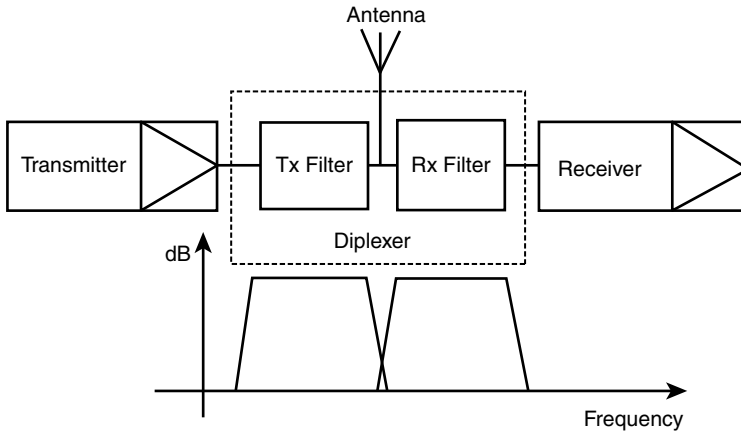 Antenna
Transmitter
Tx Filter
Rx Filter
Receiver
Diplexer
dB
Frequency